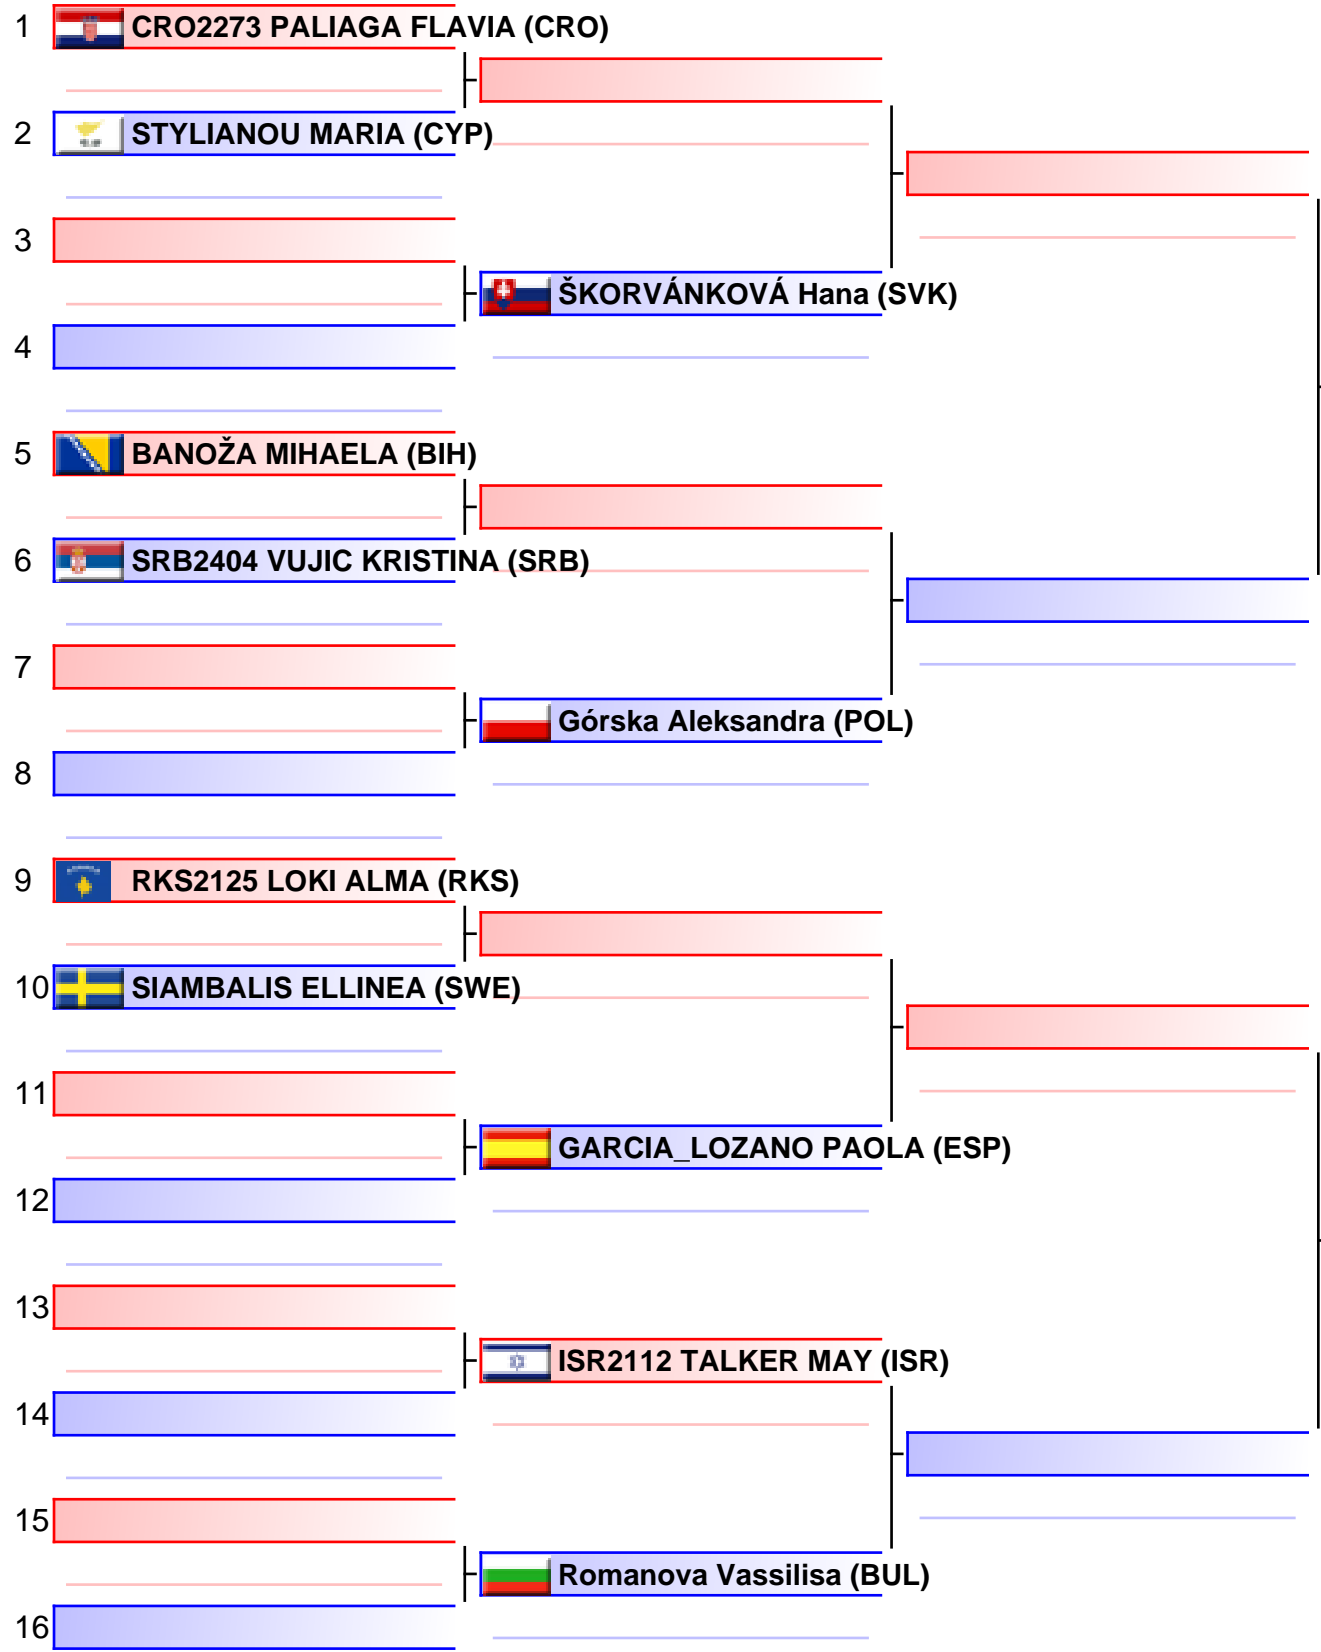 1 CRO2273 PALIAGA FLAVIA (CRO)
2 STYLIANOU MARIA (CYP)
3
ŠKORVÁNKOVÁ Hana (SVK)
4
5 BANOŽA MIHAELA (BIH)
6 SRB2404 VUJIC KRISTINA (SRB)
7
Górska Aleksandra (POL)
8
9 RKS2125 LOKI ALMA (RKS)
10 SIAMBALIS ELLINEA (SWE)
11
GARCIA_LOZANO PAOLA (ESP)
12
13
ISR2112 TALKER MAY (ISR)
14
15
Romanova Vassilisa (BUL)
16